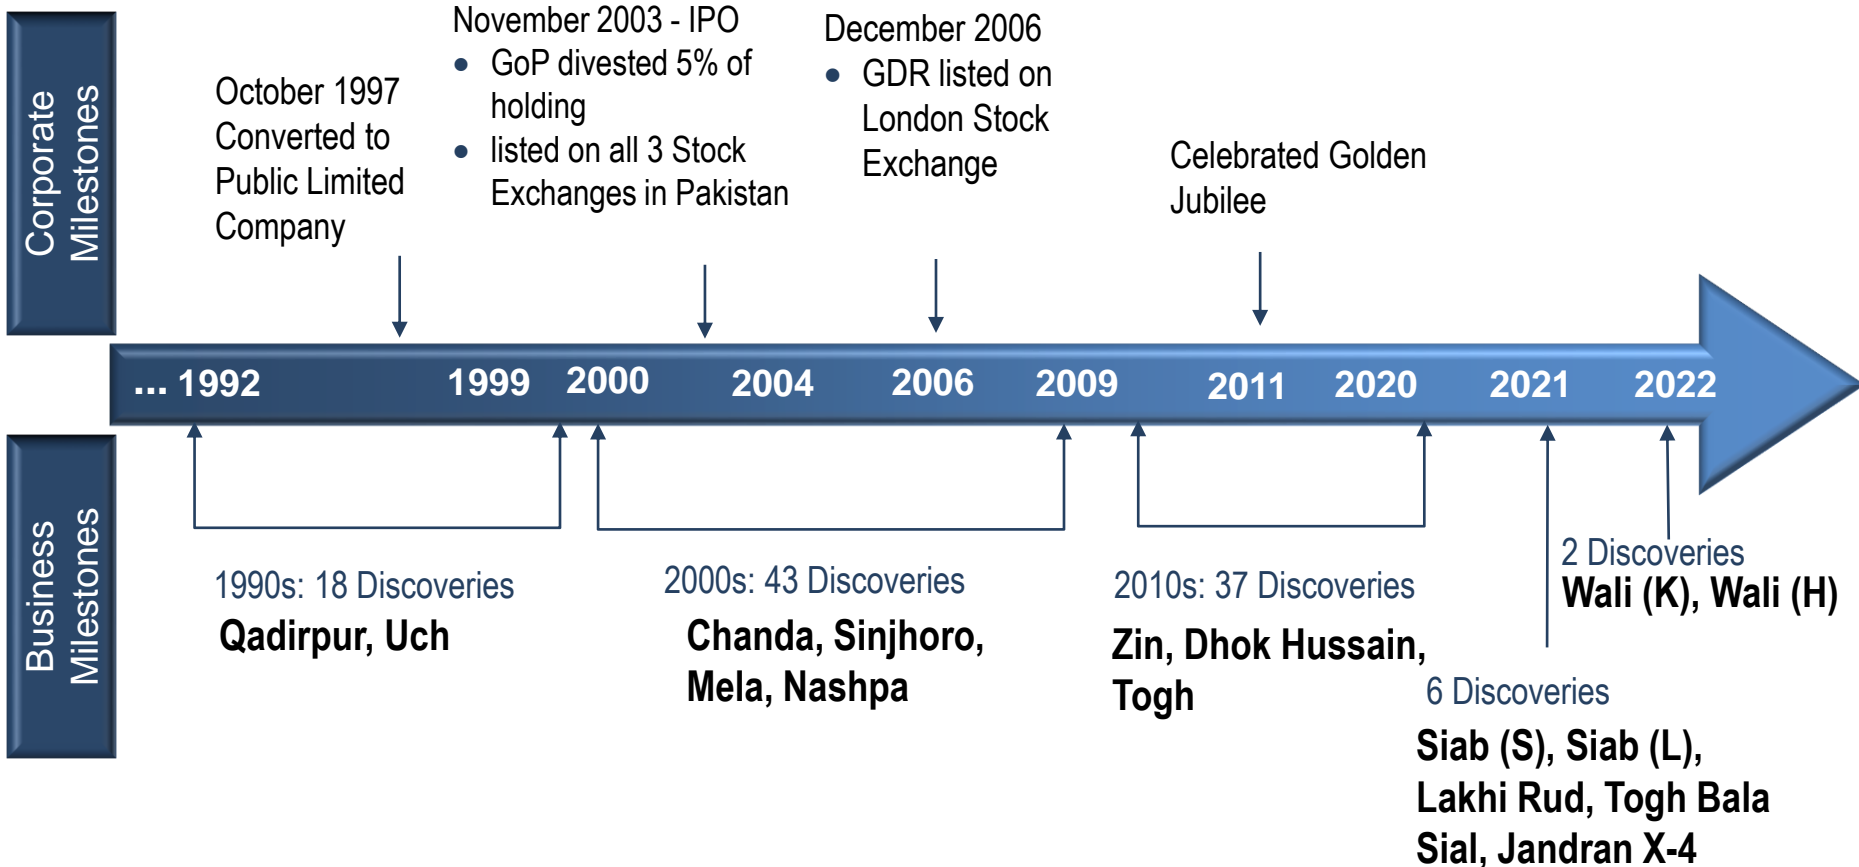 Corporate
Milestones
October 1997
Converted to
Public Limited
Company
November 2003 - IPO
• GoP divested 5% of
holding
• listed on all 3 Stock
Exchanges in Pakistan
December 2006
• GDR listed on
London Stock
Exchange
Celebrated Golden
Jubilee
... 1992 1999 2000 2004 2006 2009 2011 2020 2021 2022
Business
Milestones
1990s: 18 Discoveries
Qadirpur, Uch
2000s: 43 Discoveries
Chanda, Sinjhoro,
Mela, Nashpa
2010s: 37 Discoveries
Zin, Dhok Hussain,
Togh
6 Discoveries
Siab (S), Siab (L),
Lakhi Rud, Togh Bala
Sial, Jandran X-4
2 Discoveries
Wali (K), Wali (H)